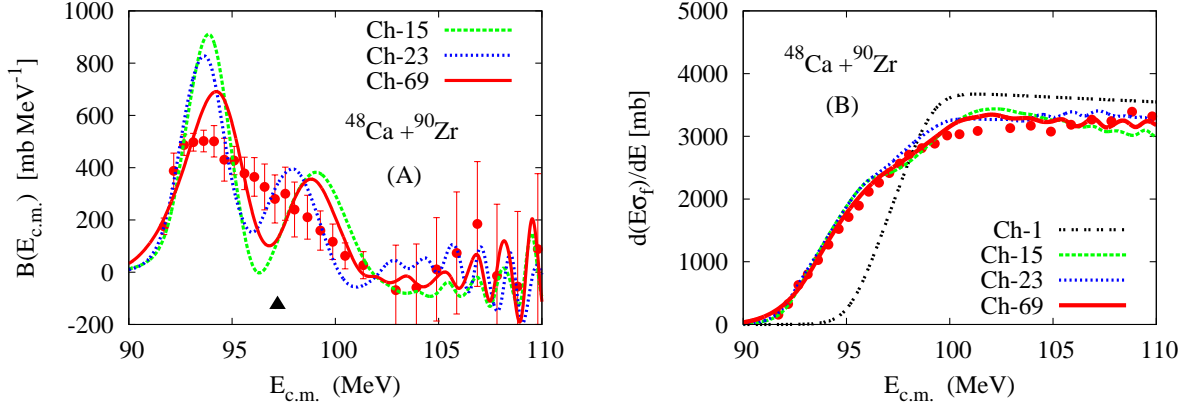 1000
800
600
400
200
0
-200
90 95 100 105 110
B(E_c.m.) [mb MeV⁻¹]
E_c.m. (MeV)
Ch-15
Ch-23
Ch-69
⁴⁸Ca + ⁹⁰Zr
(A)
5000
4000
3000
2000
1000
0
90 95 100 105 110
d(Eσ_f)/dE [mb]
E_c.m. (MeV)
⁴⁸Ca + ⁹⁰Zr
(B)
Ch-1
Ch-15
Ch-23
Ch-69